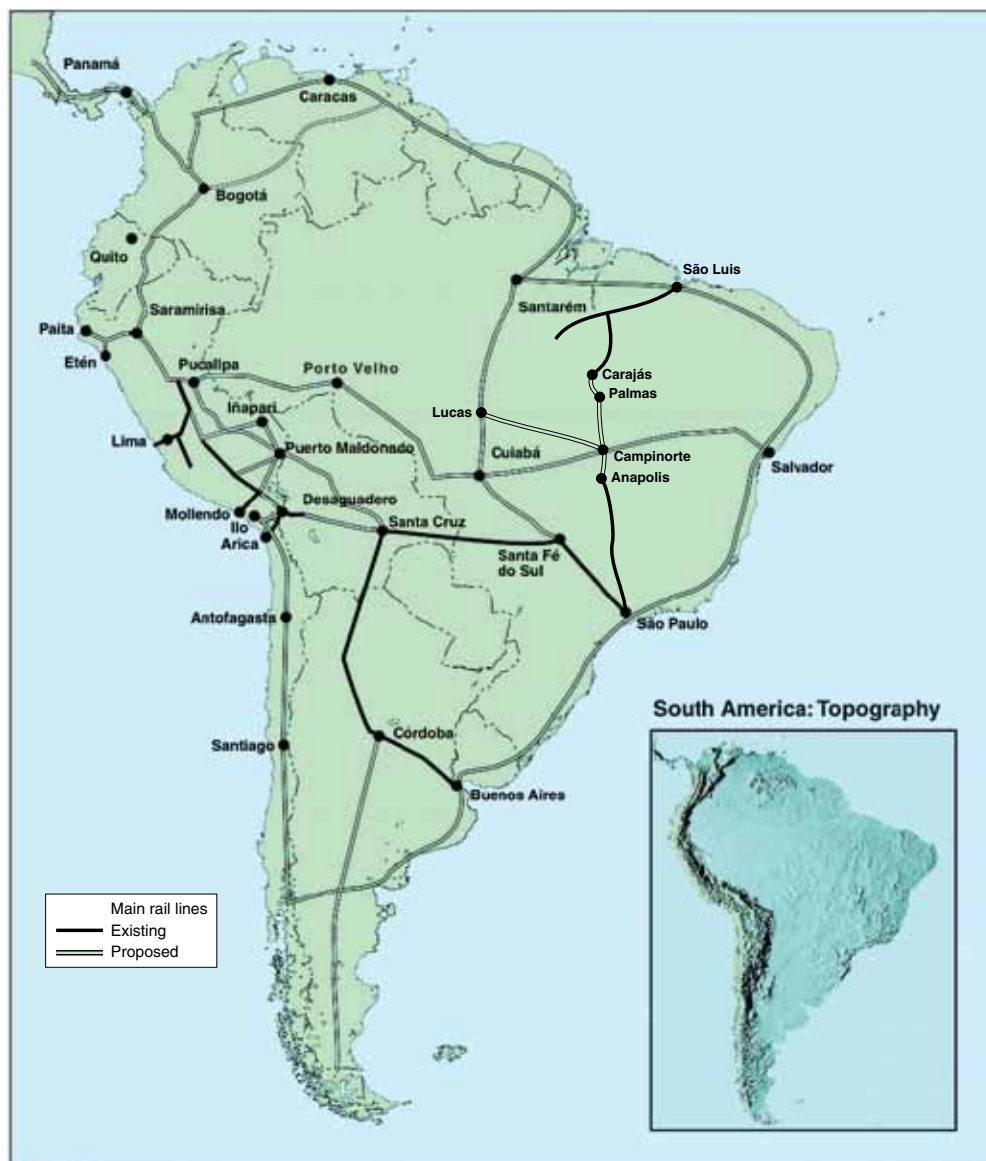 Panamá
Caracas
Bogotá
Quito
São Luis
Santarém
Saramirisa
Paita
Etén
Pucallpa
Porto Velho
Carajás
Palmas
Iñapari
Lucas
Lima
Puerto Maldonado
Cuiabá
Campinorte
Salvador
Anapolis
Desaguadero
Mollendo
Ilo
Santa Cruz
Arica
Santa Fé
do Sul
Antofagasta
São Paulo
South America: Topography
Santiago
Córdoba
Buenos Aires
Main rail lines
Existing
Proposed